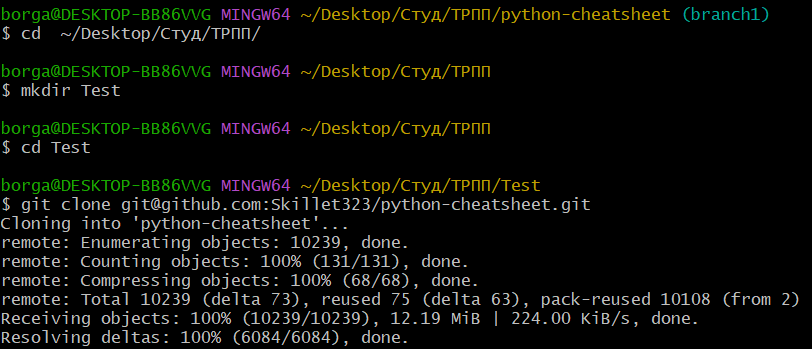 borga@DESKTOP-BB86VVG MINGW64 ~/Desktop/Студ/ТРПП/python-cheatsheet (branch1)
$ cd  ~/Desktop/Студ/ТРПП/
borga@DESKTOP-BB86VVG MINGW64 ~/Desktop/Студ/ТРПП
$ mkdir Test
borga@DESKTOP-BB86VVG MINGW64 ~/Desktop/Студ/ТРПП
$ cd Test
borga@DESKTOP-BB86VVG MINGW64 ~/Desktop/Студ/ТРПП/Test
$ git clone git@github.com:Skillet323/python-cheatsheet.git
Cloning into 'python-cheatsheet'...
remote: Enumerating objects: 10239, done.
remote: Counting objects: 100% (131/131), done.
remote: Compressing objects: 100% (68/68), done.
remote: Total 10239 (delta 73), reused 75 (delta 63), pack-reused 10108 (from 2)
Receiving objects: 100% (10239/10239), 12.19 MiB | 224.00 KiB/s, done.
Resolving deltas: 100% (6084/6084), done.